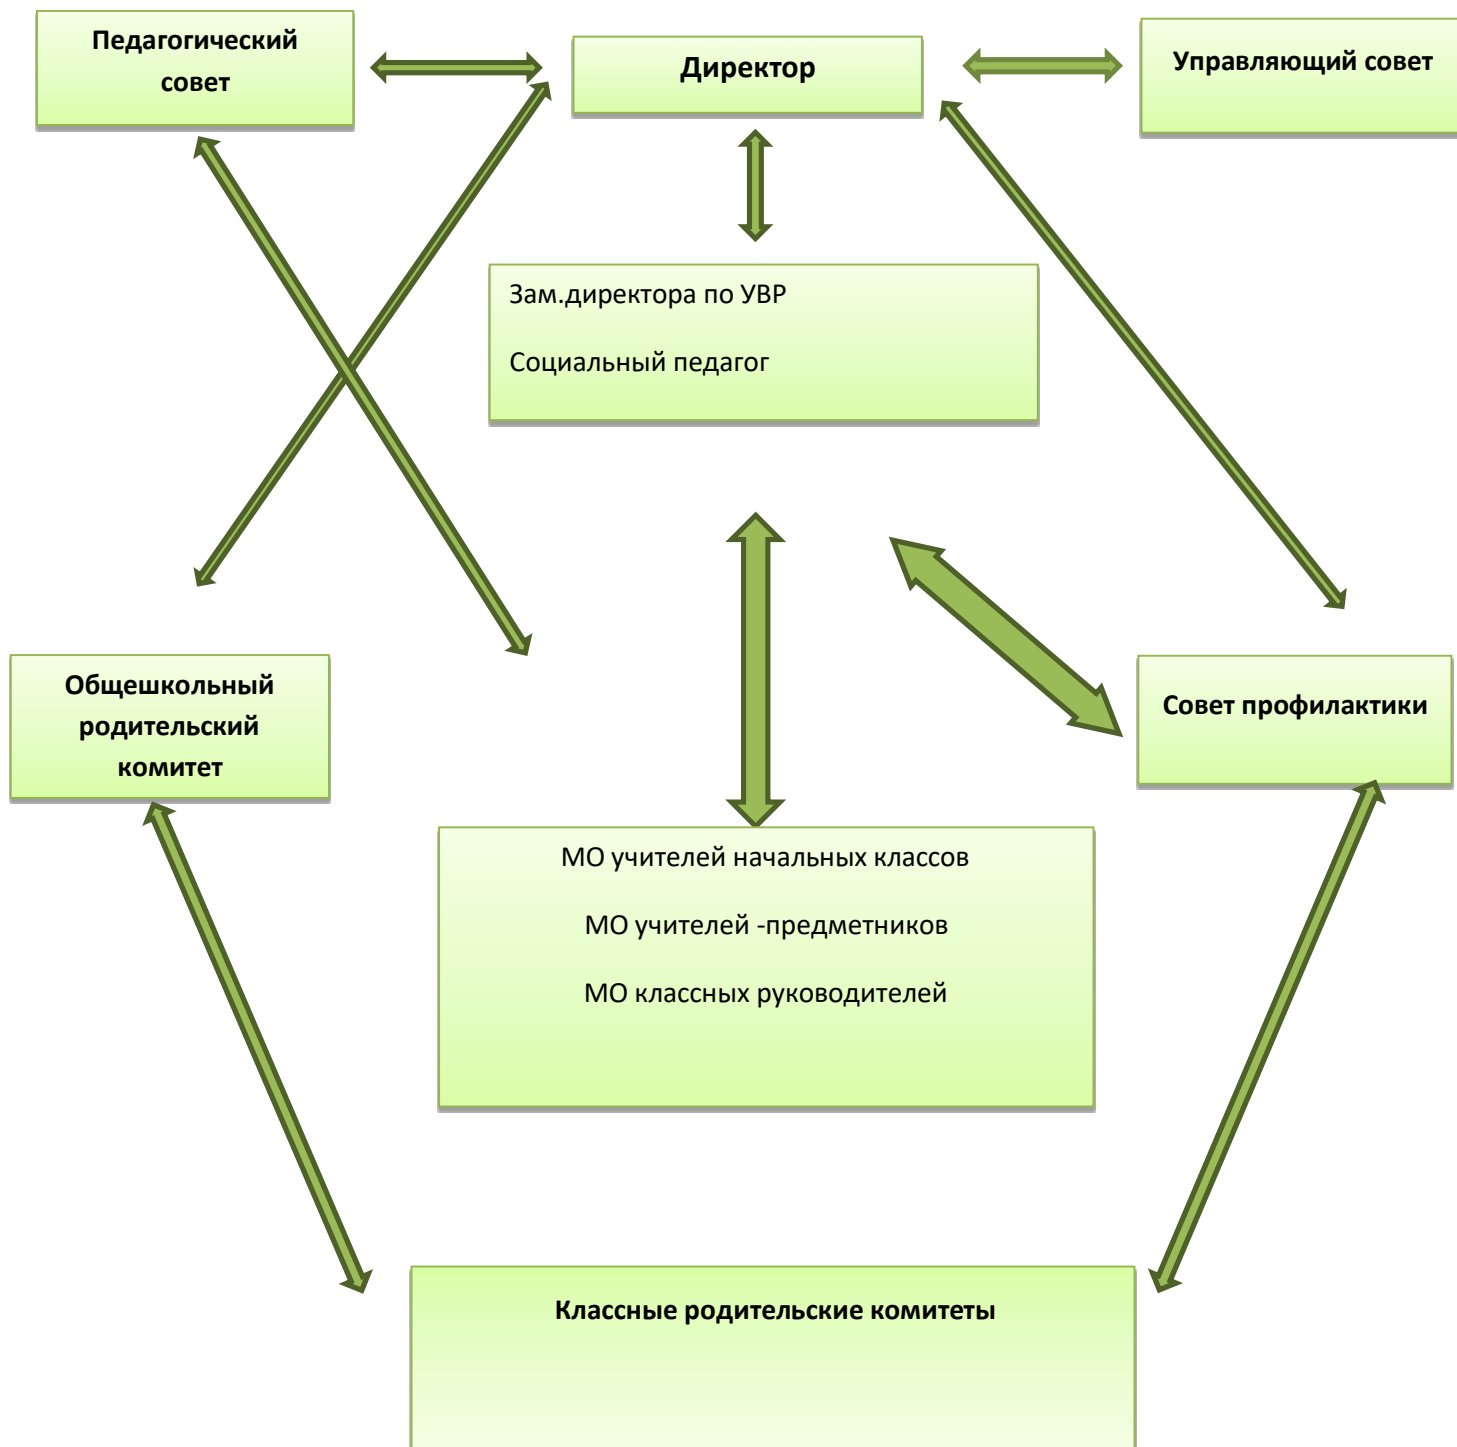 Педагогический
совет
Директор
Управляющий совет
Зам.директора по УВР
Социальный педагог
Общешкольный
родительский
комитет
Совет профилактики
МО учителей начальных классов
МО учителей -предметников
МО классных руководителей
Классные родительские комитеты